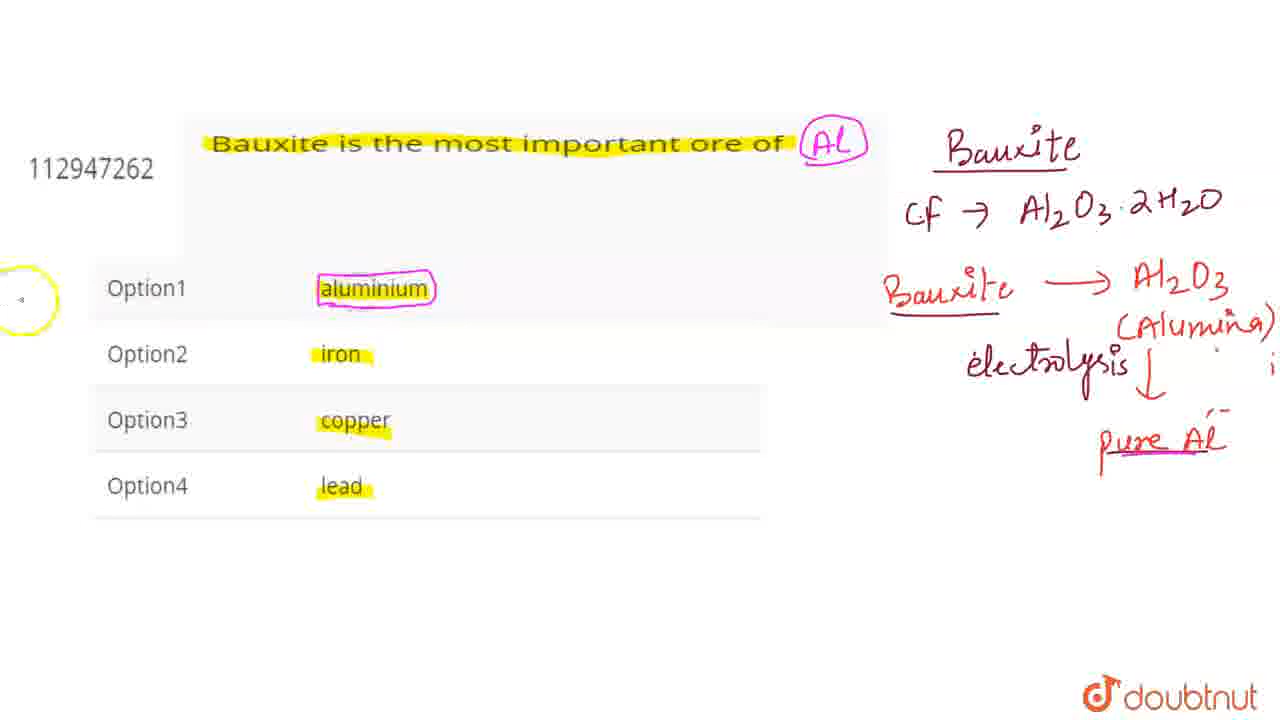 Bauxite is the most important ore of Al
112947262
Option1 aluminium
Option2 iron
Option3 copper
Option4 lead
Bauxite
CF → Al2O3.2H2O
Bauxite → Al2O3
(Alumina)
electrolysis ↓
pure Al
doubtnut